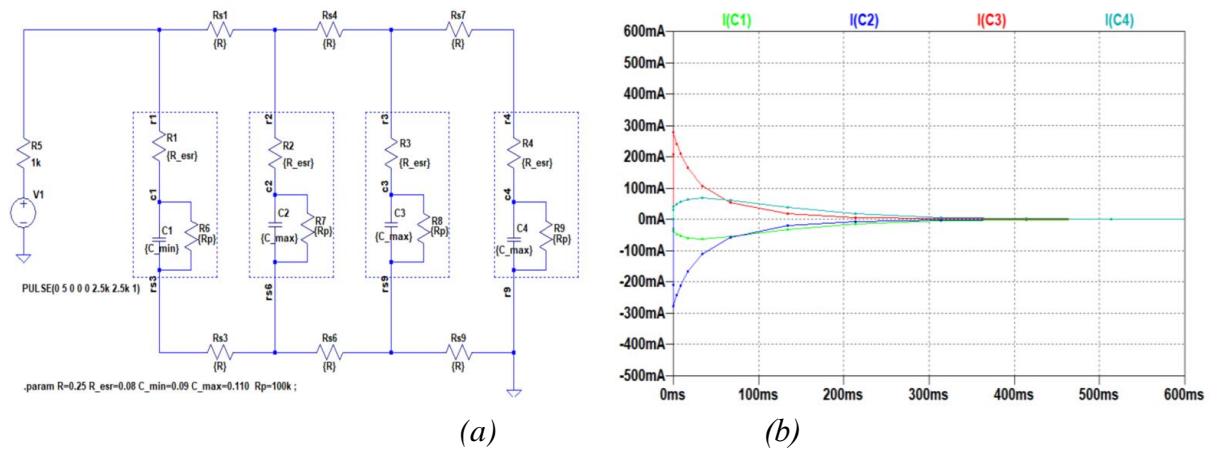 Rs1
{R}
Rs4
{R}
Rs7
{R}
r1
r2
r3
r4
R5
1k
R1
{R_esr}
R2
{R_esr}
R3
{R_esr}
R4
{R_esr}
V1
c1
c2
c3
c4
C1
{C_min}
R6
{Rp}
C2
{C_max}
R7
{Rp}
C3
{C_max}
R8
{Rp}
C4
{C_max}
R9
{Rp}
rs3
rs6
rs9
r9
PULSE(0 5 0 0 0 2.5k 2.5k 1)
Rs3
{R}
Rs6
{R}
Rs9
{R}
.param R=0.25 R_esr=0.08 C_min=0.09 C_max=0.110 Rp=100k ;
(a)
I(C1) I(C2) I(C3) I(C4)
600mA
500mA
400mA
300mA
200mA
100mA
0mA
-100mA
-200mA
-300mA
-400mA
-500mA
0ms 100ms 200ms 300ms 400ms 500ms 600ms
(b)